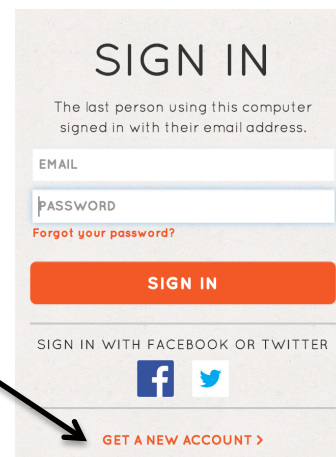 SIGN IN
The last person using this computer
signed in with their email address.
EMAIL
PASSWORD
Forgot your password?
SIGN IN
SIGN IN WITH FACEBOOK OR TWITTER
f
GET A NEW ACCOUNT >